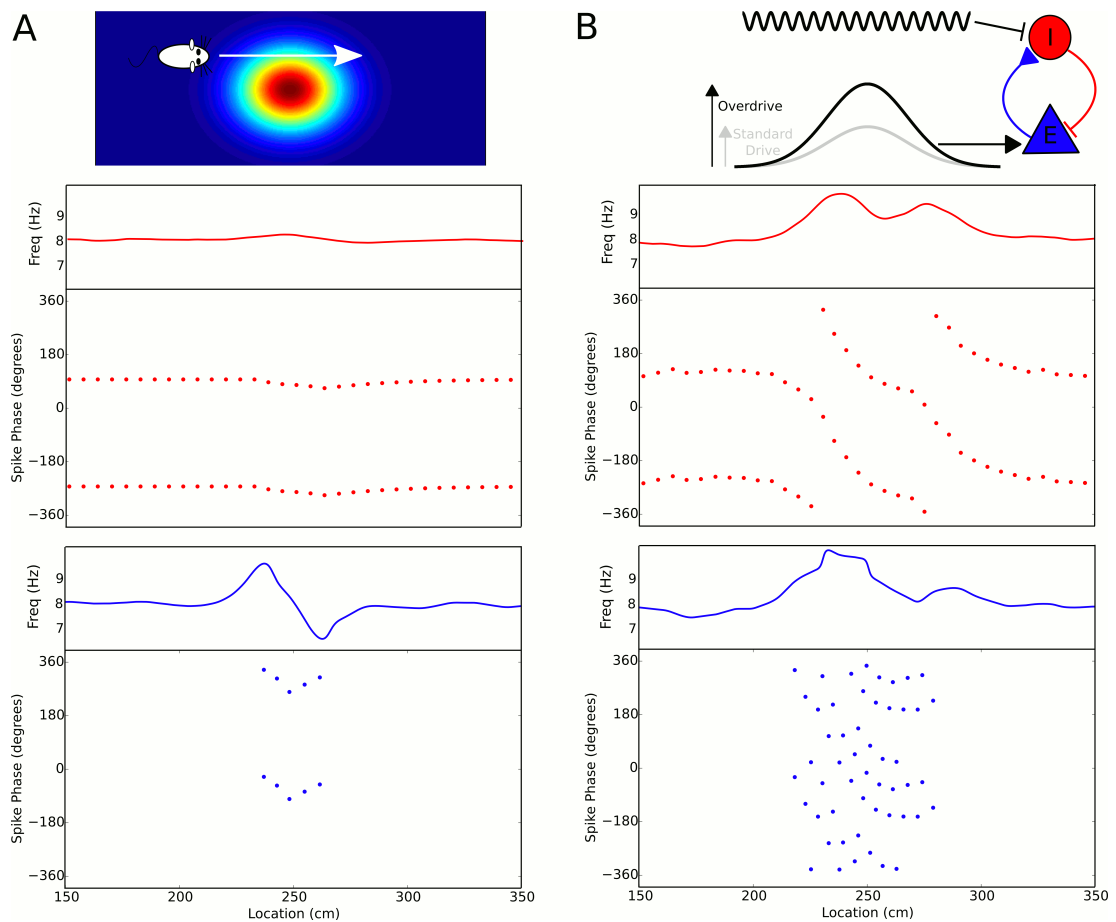 A
B
I
Overdrive
Standard
Drive
E
Freq (Hz)
9
8
7
Spike Phase (degrees)
360
180
0
−180
−360
Freq (Hz)
9
8
7
Spike Phase (degrees)
360
180
0
−180
−360
150
200
250
300
350
Location (cm)
Freq (Hz)
9
8
7
Spike Phase (degrees)
360
180
0
−180
−360
Freq (Hz)
9
8
7
Spike Phase (degrees)
360
180
0
−180
−360
150
200
250
300
350
Location (cm)